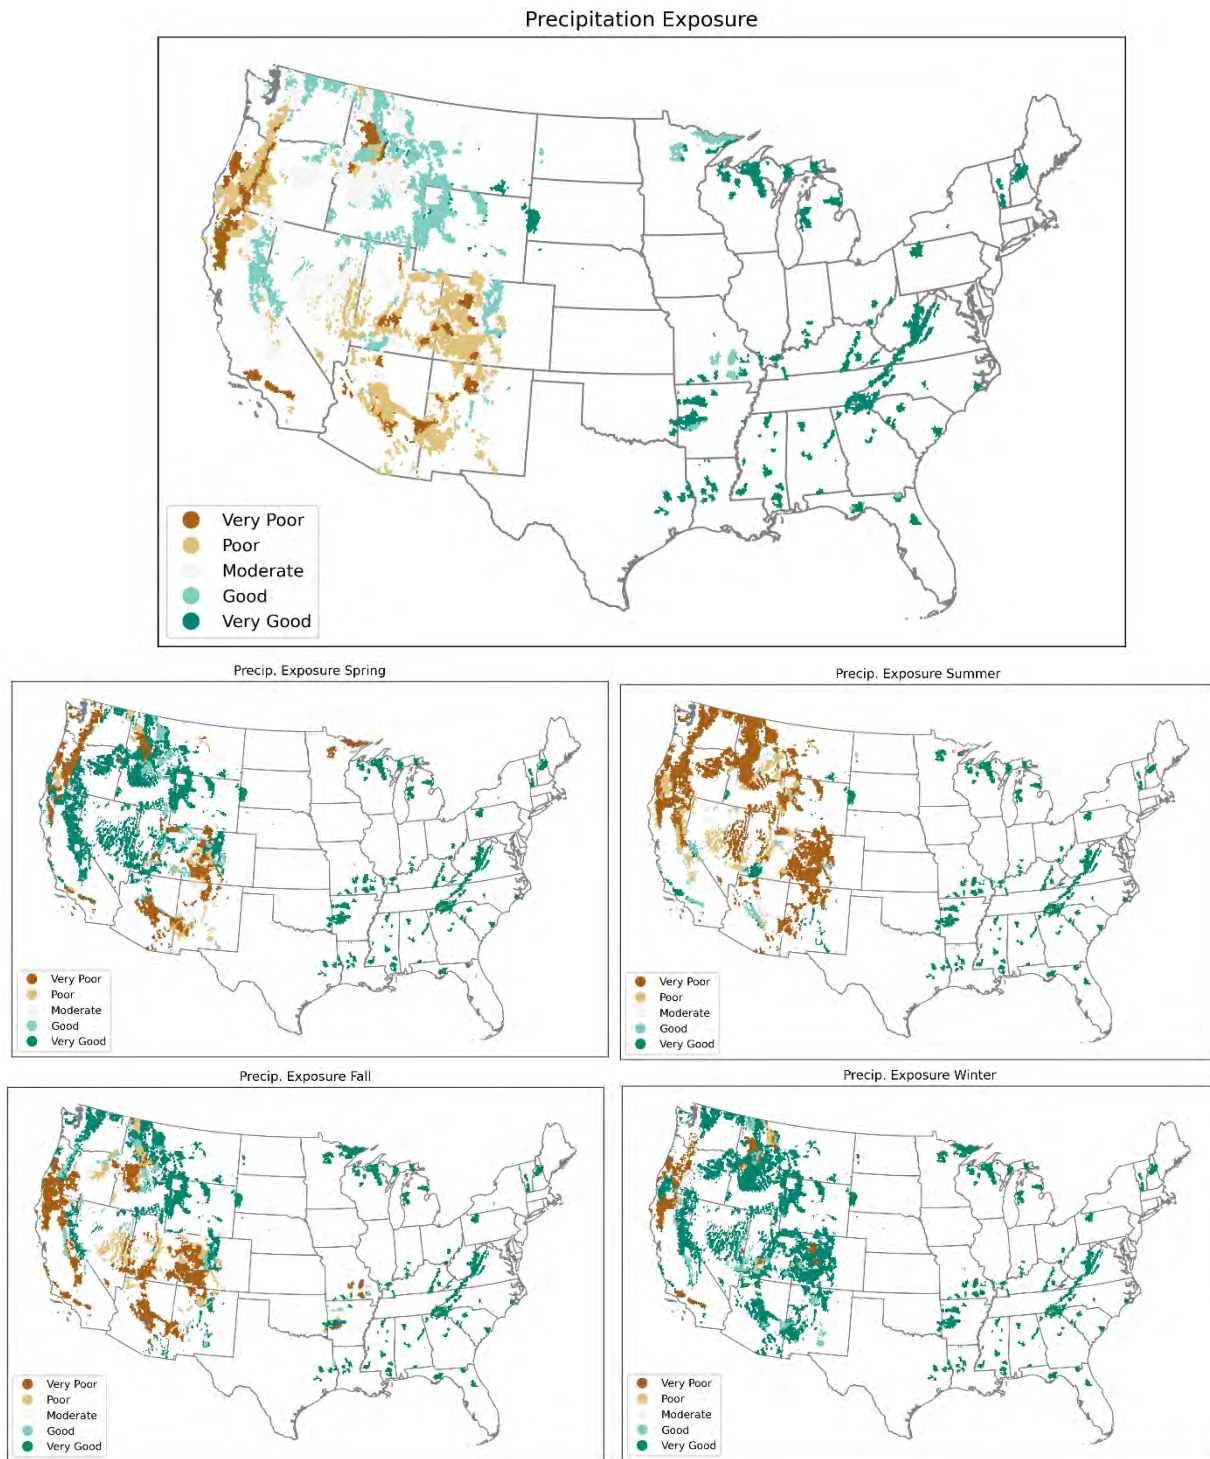 Precipitation Exposure
Very Poor
Poor
Moderate
Good
Very Good
Precip. Exposure Spring
Very Poor
Poor
Moderate
Good
Very Good
Precip. Exposure Summer
Very Poor
Poor
Moderate
Good
Very Good
Precip. Exposure Fall
Very Poor
Poor
Moderate
Good
Very Good
Precip. Exposure Winter
Very Poor
Poor
Moderate
Good
Very Good